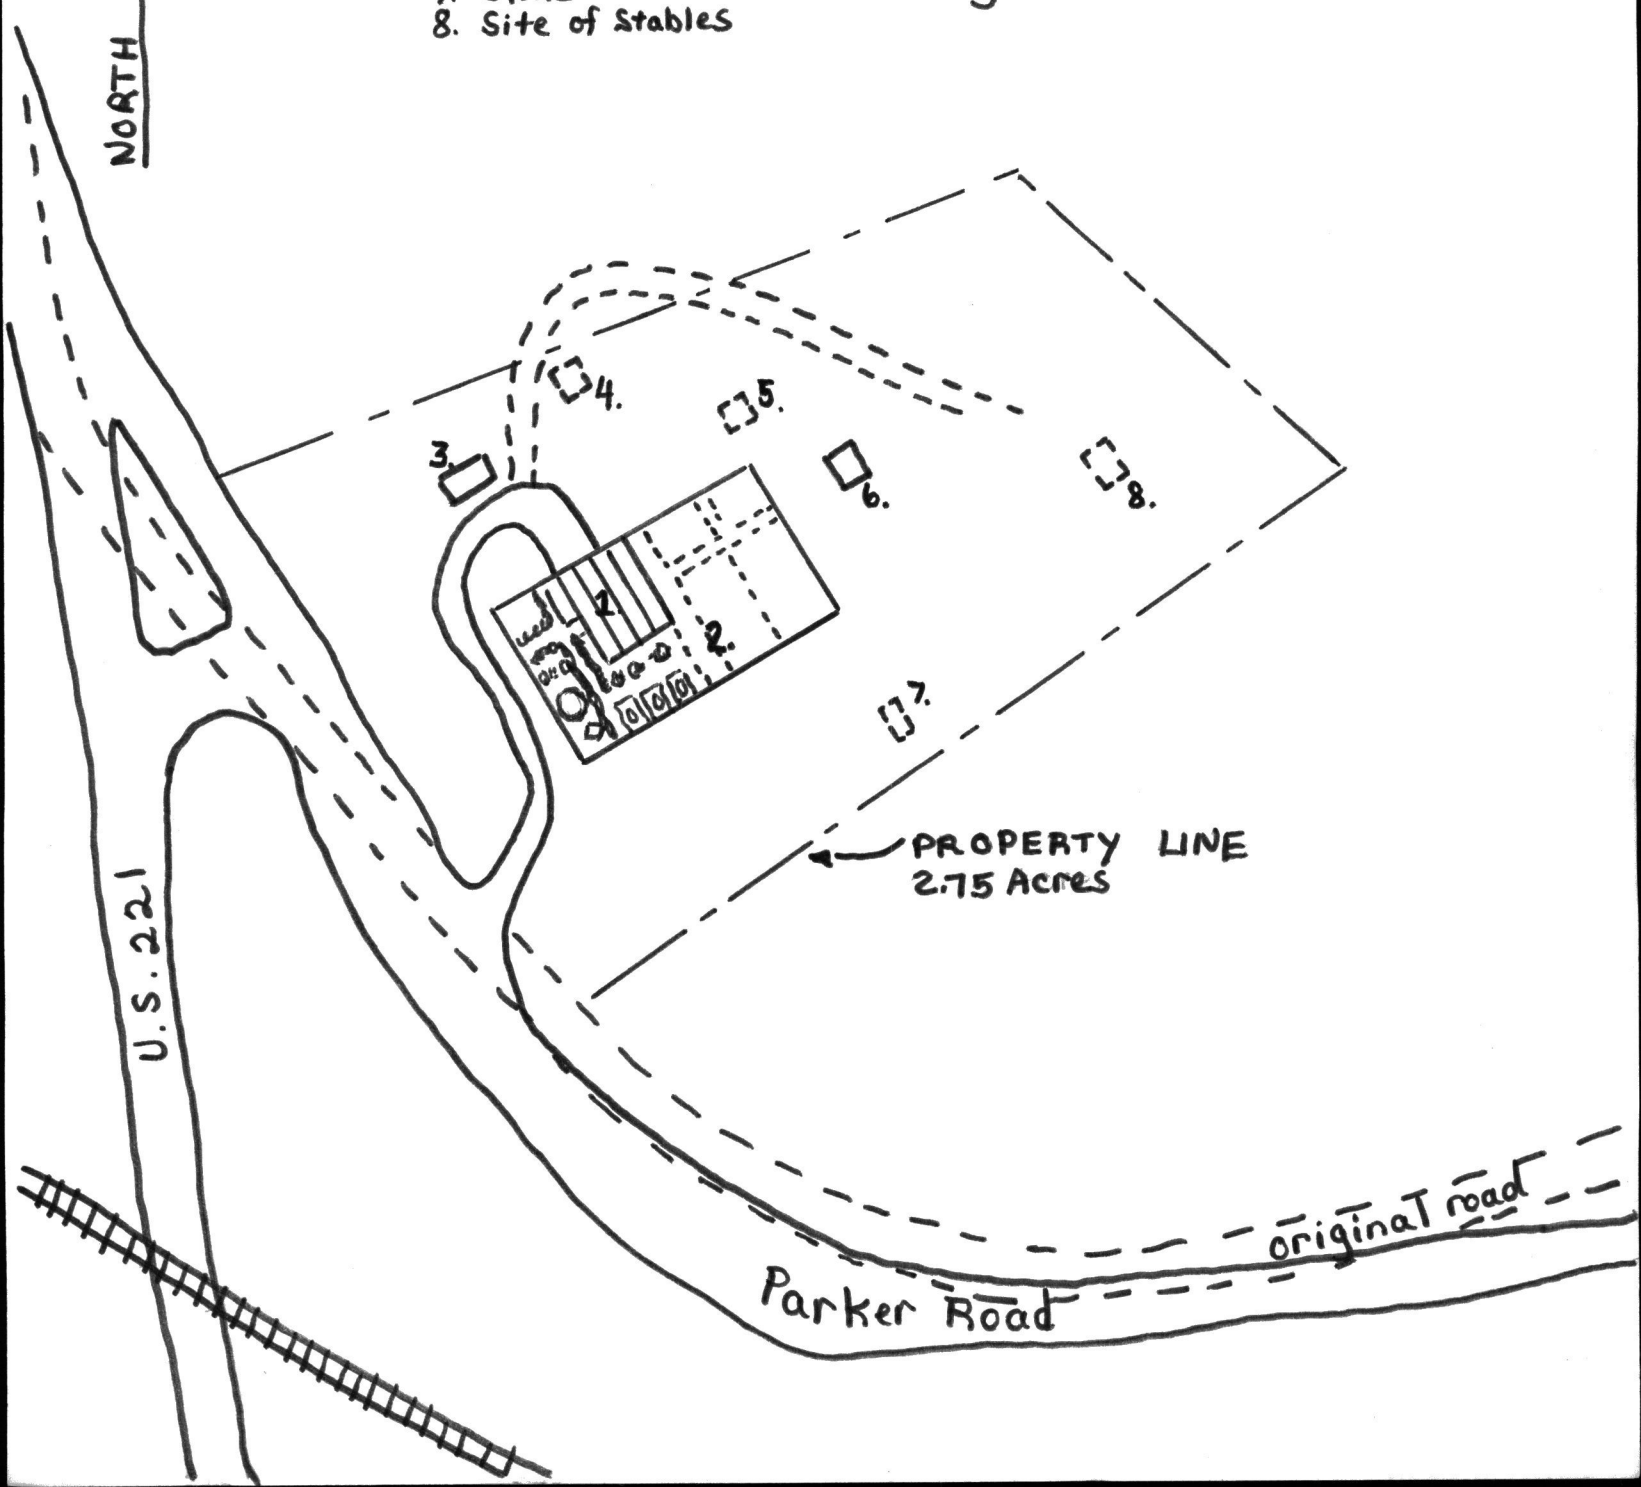 8. Site of Stables
NORTH
4.
5.
3.
6.
8.
1.
2.
7.
PROPERTY LINE
2.75 Acres
U.S. 221
original road
Parker Road